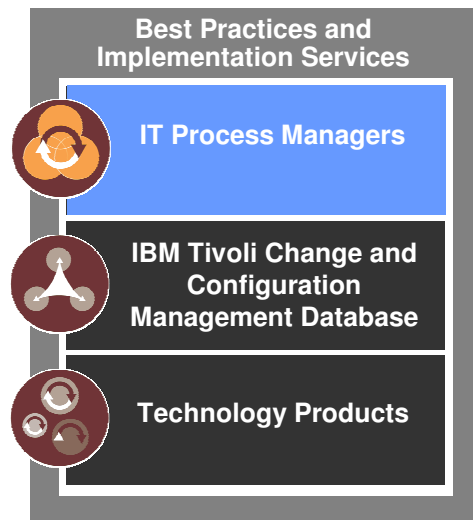 Best Practices and
Implementation Services
IT Process Managers
IBM Tivoli Change and
Configuration
Management Database
Technology Products